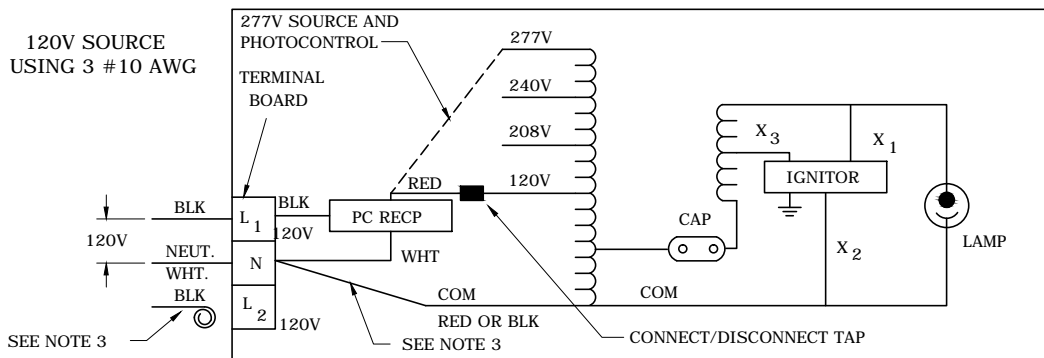 120V SOURCE
USING 3 #10 AWG
277V SOURCE AND
PHOTOCONTROL
TERMINAL
BOARD
277V
240V
208V
120V
RED
BLK
L1
BLK
120V
PC RECP
120V
NEUT.
WHT.
N
WHT
BLK
L2
120V
SEE NOTE 3
COM
RED OR BLK
SEE NOTE 3
COM
CONNECT/DISCONNECT TAP
CAP
X3
X1
IGNITOR
X2
LAMP